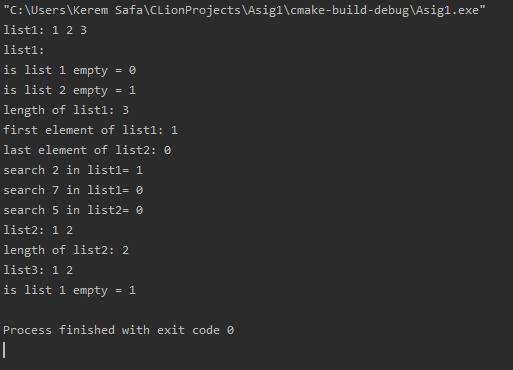 "C:\Users\Kerem Safa\CLionProjects\Asig1\cmake-build-debug\Asig1.exe"
list1: 1 2 3
list1:
is list 1 empty = 0
is list 2 empty = 1
length of list1: 3
first element of list1: 1
last element of list2: 0
search 2 in list1= 1
search 7 in list1= 0
search 5 in list2= 0
list2: 1 2
length of list2: 2
list3: 1 2
is list 1 empty = 1
Process finished with exit code 0